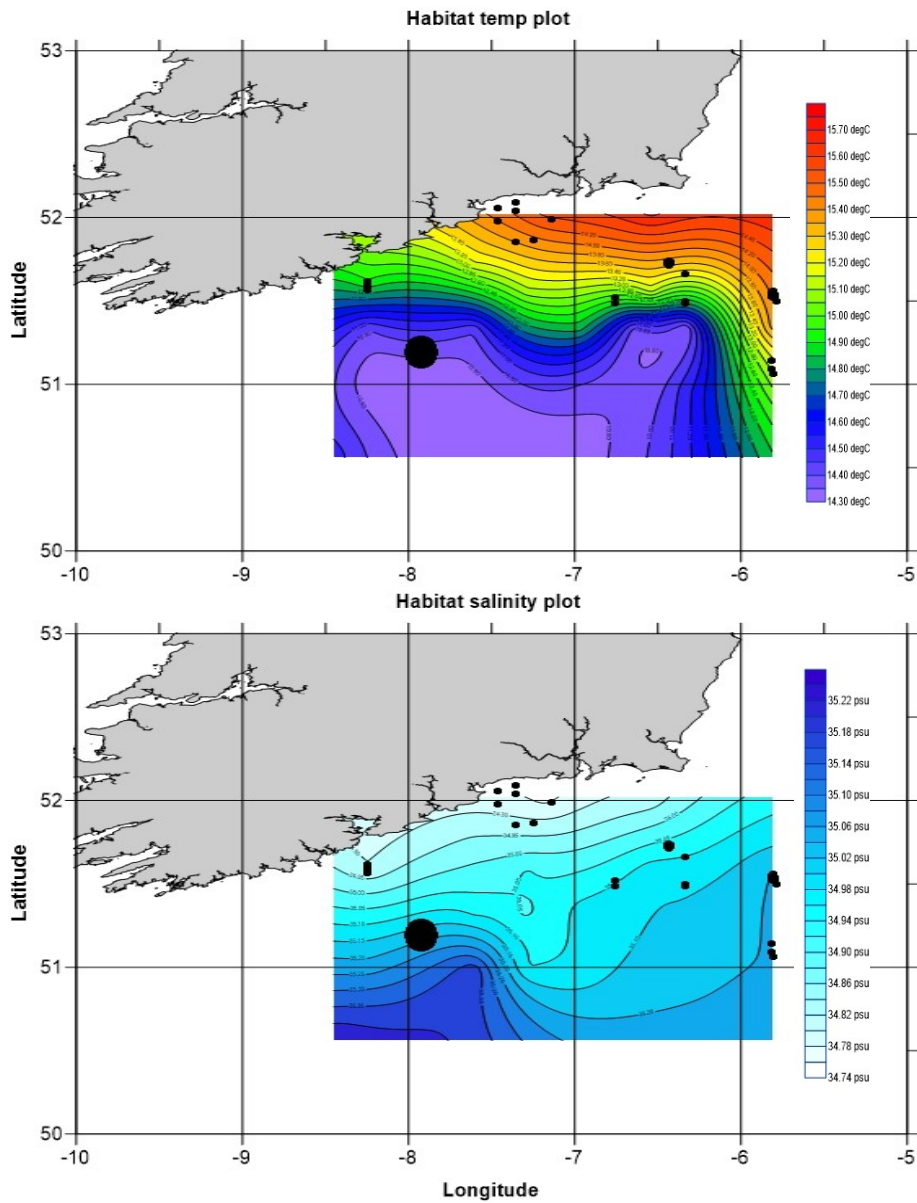 Habitat temp plot
53
52
51
50
Latitude
-10
-9
-8
-7
-6
-5
15.70 degC
15.60 degC
15.50 degC
15.40 degC
15.30 degC
15.20 degC
15.10 degC
15.00 degC
14.90 degC
14.80 degC
14.70 degC
14.60 degC
14.50 degC
14.40 degC
14.30 degC
Habitat salinity plot
53
52
51
50
Latitude
-10
-9
-8
-7
-6
-5
Longitude
35.22 psu
35.18 psu
35.14 psu
35.10 psu
35.06 psu
35.02 psu
34.98 psu
34.94 psu
34.90 psu
34.86 psu
34.82 psu
34.78 psu
34.74 psu